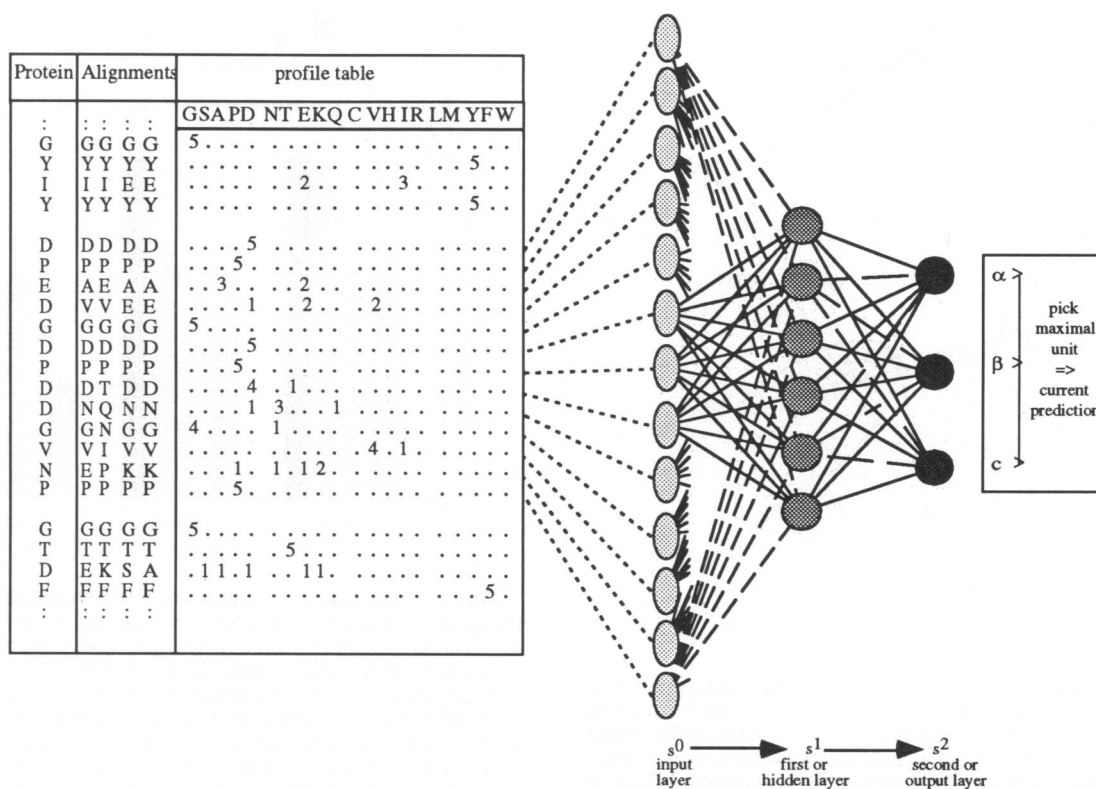 Protein Alignments profile table
GSAPD NT EKQ C VH IR LM YF W
: : : : :
G G G G G 5 . . . . . . . . . . . . . . . . . . .
Y Y Y Y Y . . . . . . . . . . . . . . . . . 5 . .
I I I E E . . . . . . . 2 . . . . . 3 . . . . . .
Y Y Y Y Y . . . . . . . . . . . . . . . . . 5 . .
D D D D D . . . . 5 . . . . . . . . . . . . . . .
P P P P P . . . 5 . . . . . . . . . . . . . . . .
E A E A A . . 3 . . . . 2 . . . . . . . . . . . .
D V V E E . . . . 1 . . 2 . . . 2 . . . . . . . .
G G G G G 5 . . . . . . . . . . . . . . . . . . .
D D D D D . . . . 5 . . . . . . . . . . . . . . .
P P P P P . . . 5 . . . . . . . . . . . . . . . .
D D T D D . . . . 4 . 1 . . . . . . . . . . . . .
D N Q N N . . . . 1 3 . . . 1 . . . . . . . . . .
G G N G G 4 . . . . 1 . . . . . . . . . . . . . .
V V I V V . . . . . . . . . . . 4 . 1 . . . . . .
N E P K K . . . 1 . 1 . 1 2 . . . . . . . . . . .
P P P P P . . . 5 . . . . . . . . . . . . . . . .
G G G G G 5 . . . . . . . . . . . . . . . . . . .
T T T T T . . . . . . 5 . . . . . . . . . . . . .
D E K S A . 1 1 . 1 . . 1 1 . . . . . . . . . . .
F F F F F . . . . . . . . . . . . . . . . . . 5 .
: : : : :
α >
pick
maximal
unit
=>
current
prediction
β >
c >
s0 s1 s2
input layer
first or hidden layer
second or output layer